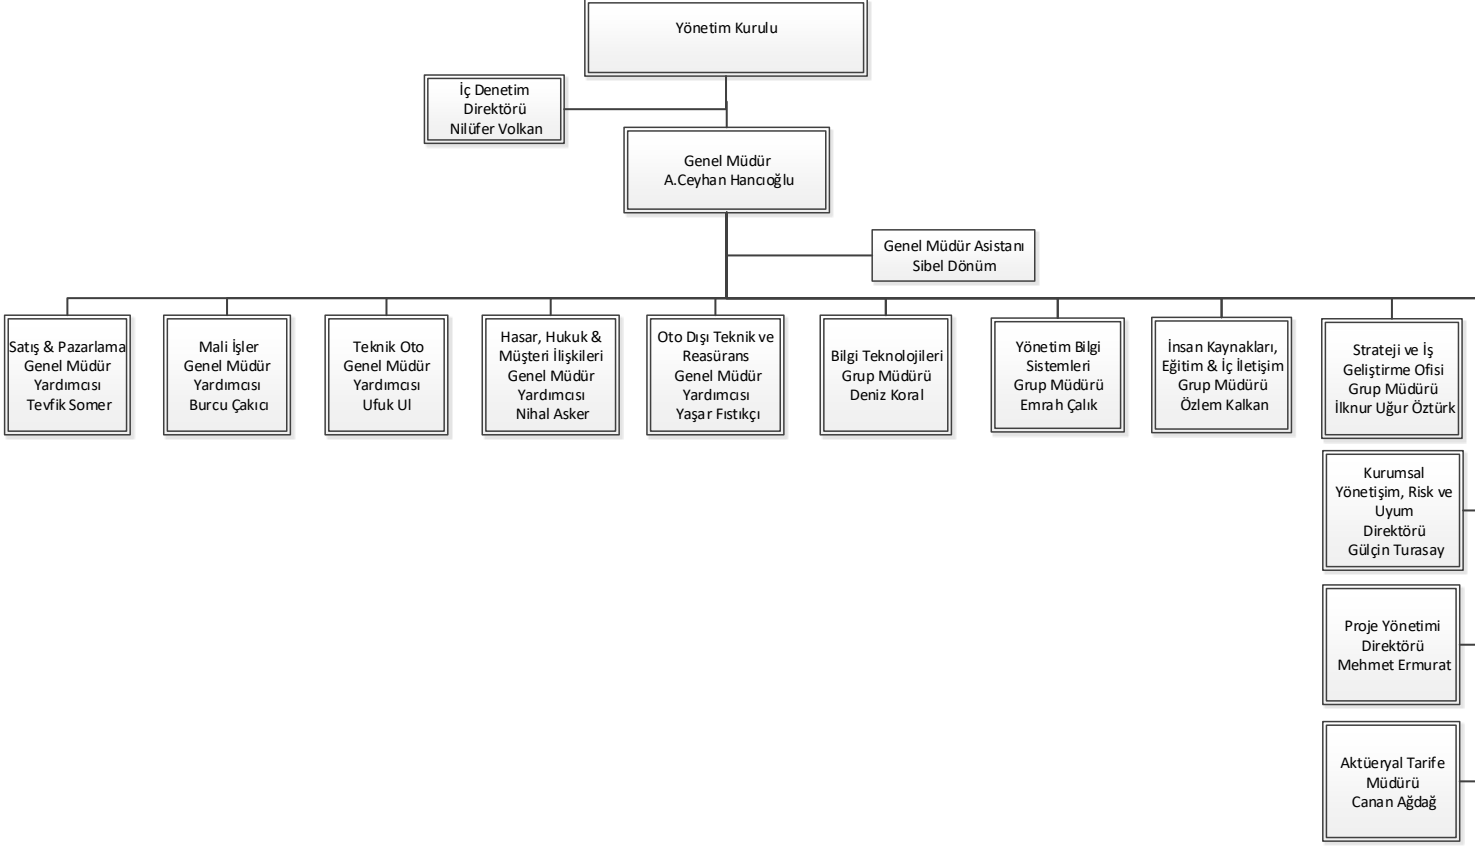 Yönetim Kurulu
İç Denetim
Direktörü
Nilüfer Volkan
Genel Müdür
A.Ceyhan Hancıoğlu
Genel Müdür Asistanı
Sibel Dönüm
Satış & Pazarlama
Genel Müdür
Yardımcısı
Tevfik Somer
Mali İşler
Genel Müdür
Yardımcısı
Burcu Çakıcı
Teknik Oto
Genel Müdür
Yardımcısı
Ufuk Ul
Hasar, Hukuk &
Müşteri İlişkileri
Genel Müdür
Yardımcısı
Nihal Asker
Oto Dışı Teknik ve
Reasürans
Genel Müdür
Yardımcısı
Yaşar Fıstıkçı
Bilgi Teknolojileri
Grup Müdürü
Deniz Koral
Yönetim Bilgi
Sistemleri
Grup Müdürü
Emrah Çalık
İnsan Kaynakları,
Eğitim & İç İletişim
Grup Müdürü
Özlem Kalkan
Strateji ve İş
Geliştirme Ofisi
Grup Müdürü
İlknur Uğur Öztürk
Kurumsal
Yönetişim, Risk ve
Uyum
Direktörü
Gülçin Turasay
Proje Yönetimi
Direktörü
Mehmet Ermurat
Aktüeryal Tarife
Müdürü
Canan Ağdağ